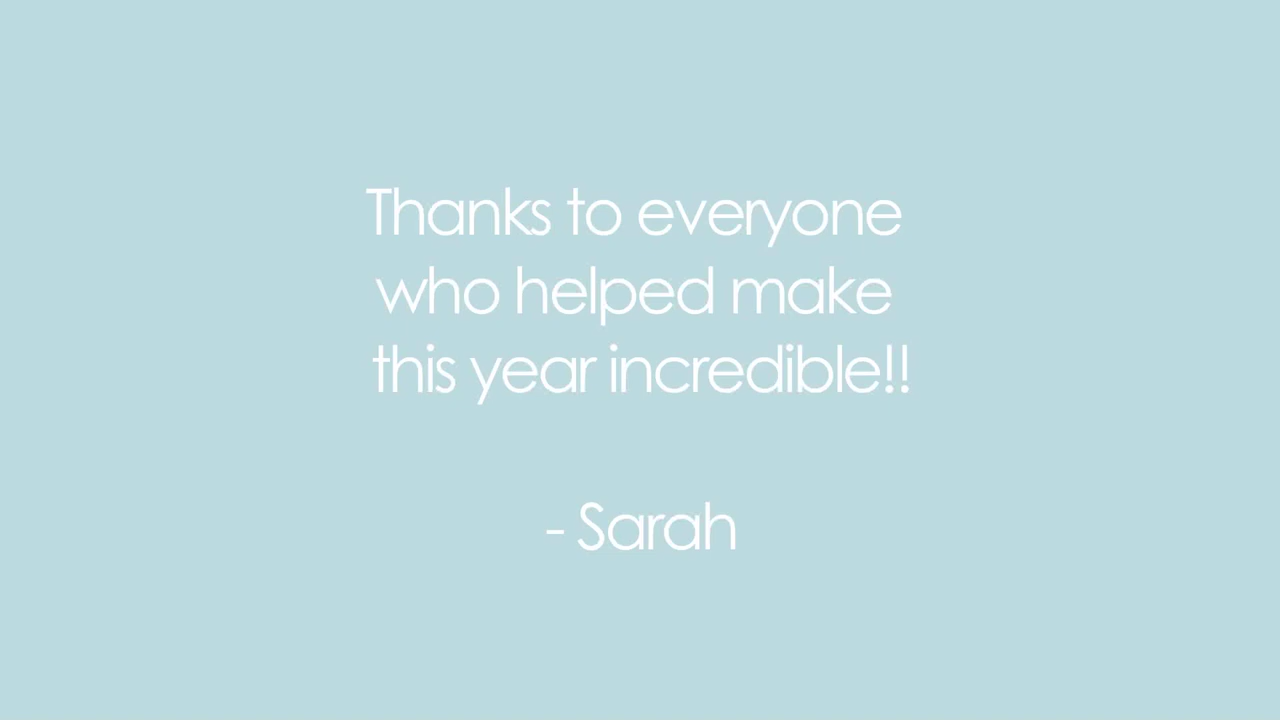 Thanks to everyone
who helped make
this year incredible!!
- Sarah